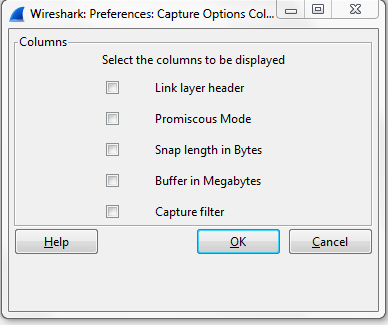 Wireshark: Preferences: Capture Options Col...
Columns
Select the columns to be displayed
Link layer header
Promiscous Mode
Snap length in Bytes
Buffer in Megabytes
Capture filter
Help OK Cancel